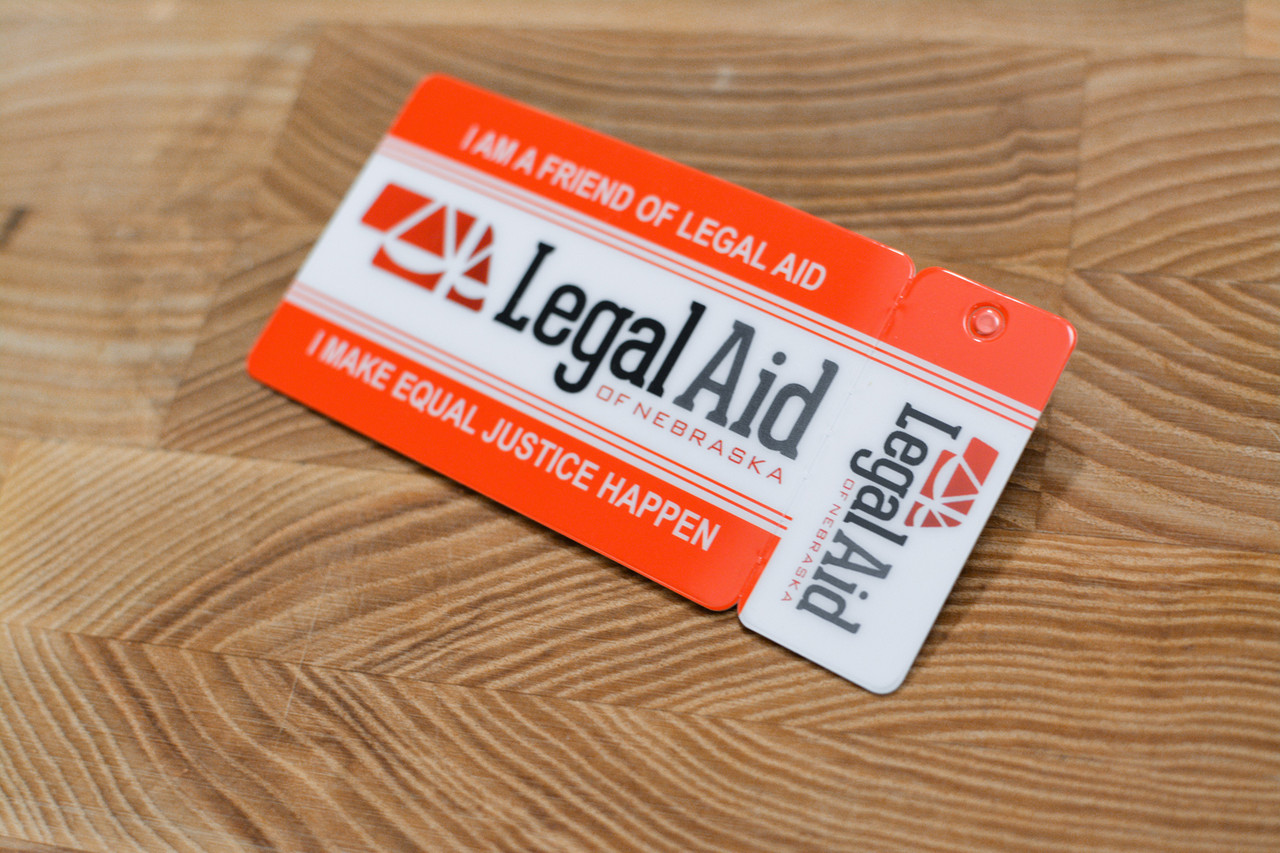 I AM A FRIEND OF LEGAL AID
Legal Aid
OF NEBRASKA
I MAKE EQUAL JUSTICE HAPPEN
Legal Aid
OF NEBRASKA